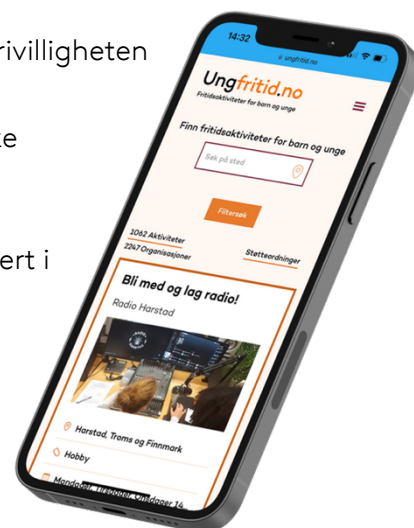 rivilligheten
e
ert i
14:32
ungfritid.no
Ungfritid.no
Fritidsaktiviteter for barn og unge
Finn fritidsaktiviteter for barn og unge
Søk på sted
Filtersøk
1062 Aktiviteter
2247 Organisasjoner
Støtteordninger
Bli med og lag radio!
Radio Harstad
Harstad, Troms og Finnmark
Hobby
Mandager, Tirsdager, Onsdager 14